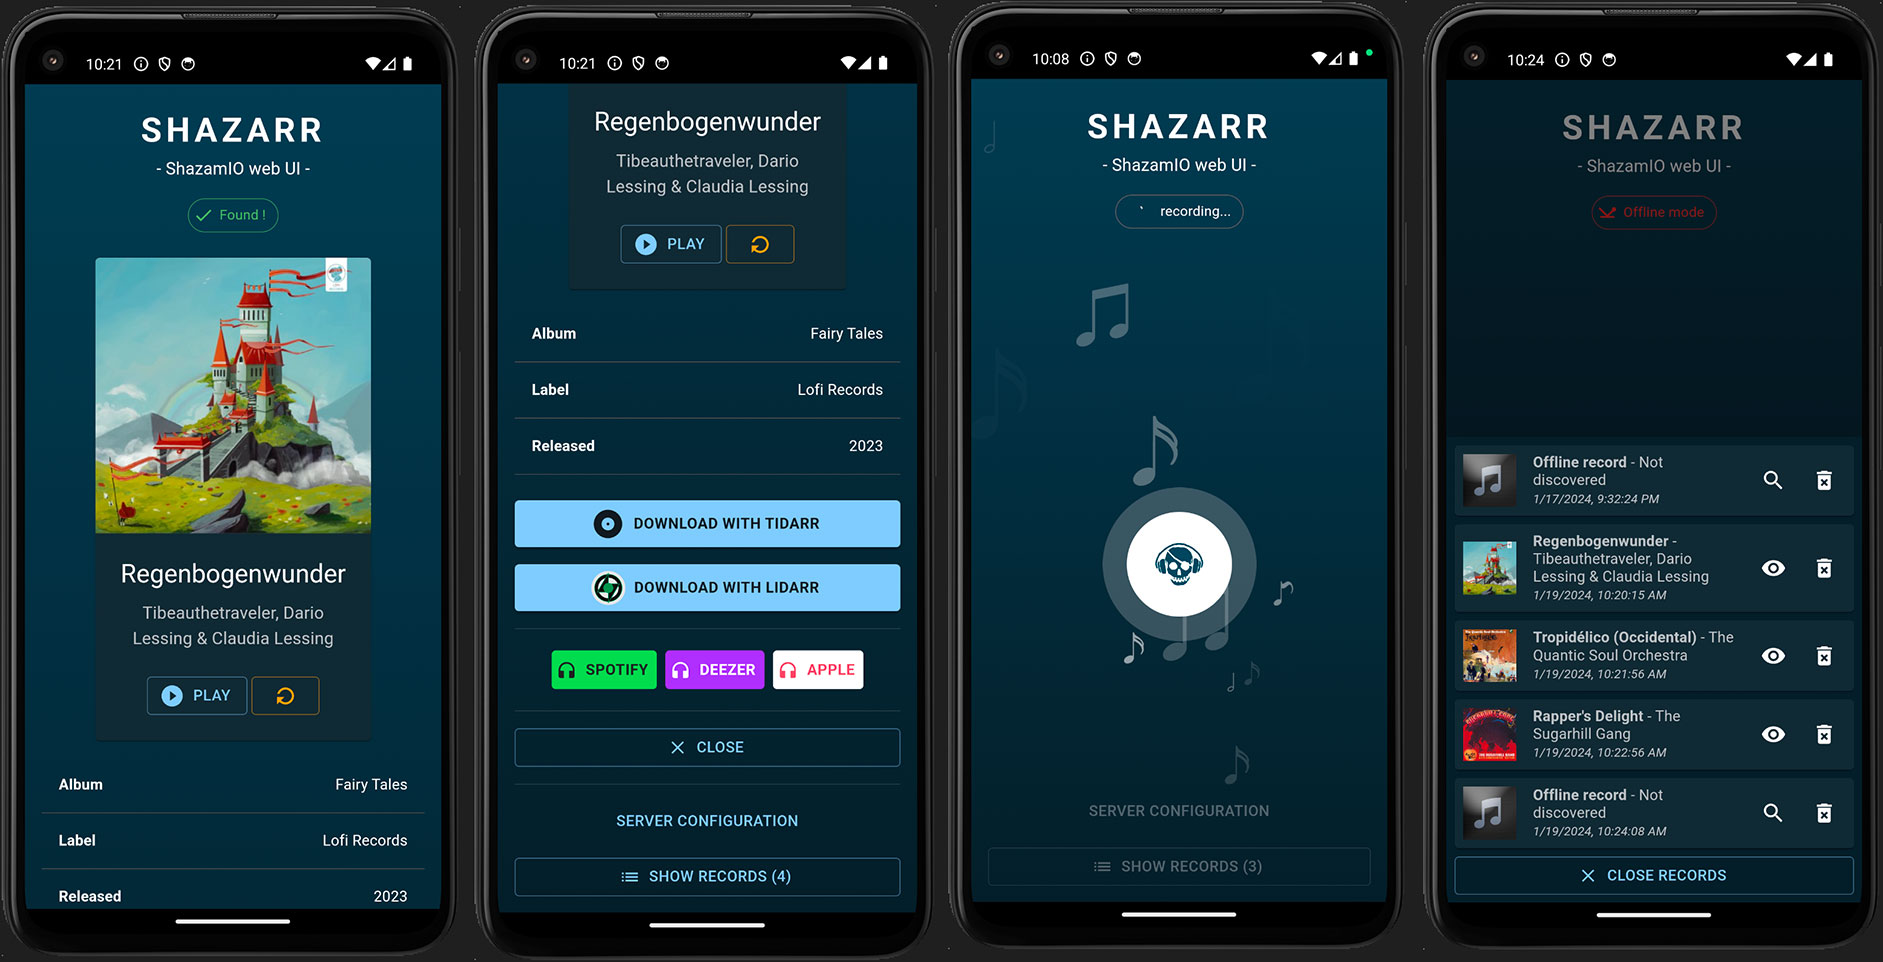 10:21
SHAZARR
- ShazamIO web UI -
Found !
Regenbogenwunder
Tibeauthetraveler, Dario
Lessing & Claudia Lessing
PLAY
Album Fairy Tales
Label Lofi Records
Released 2023
10:21
Regenbogenwunder
Tibeauthetraveler, Dario
Lessing & Claudia Lessing
PLAY
Album Fairy Tales
Label Lofi Records
Released 2023
DOWNLOAD WITH TIDARR
DOWNLOAD WITH LIDARR
SPOTIFY DEEZER APPLE
CLOSE
SERVER CONFIGURATION
SHOW RECORDS (4)
10:08
SHAZARR
- ShazamIO web UI -
recording...
SERVER CONFIGURATION
SHOW RECORDS (3)
10:24
SHAZARR
- ShazamIO web UI -
Offline mode
Offline record - Not
discovered
1/17/2024, 9:32:24 PM
Regenbogenwunder -
Tibeauthetraveler, Dario
Lessing & Claudia Lessing
1/19/2024, 10:20:15 AM
Tropidélico (Occidental) - The
Quantic Soul Orchestra
1/19/2024, 10:21:56 AM
Rapper's Delight - The
Sugarhill Gang
1/19/2024, 10:22:56 AM
Offline record - Not
discovered
1/19/2024, 10:24:08 AM
CLOSE RECORDS